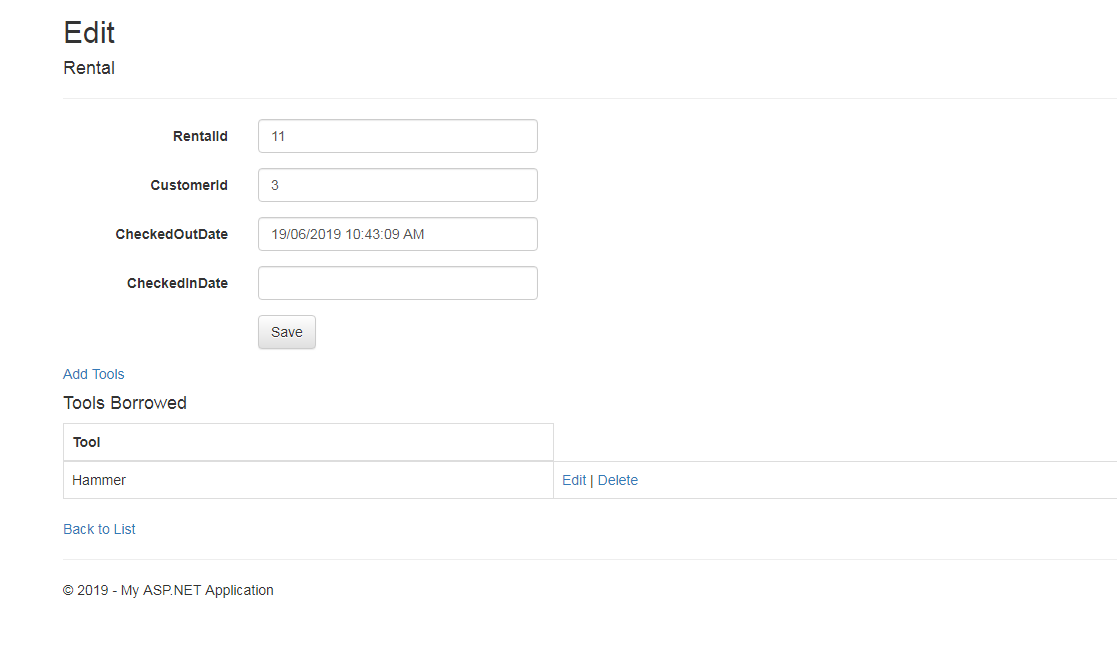 Edit
Rental
RentalId 11
CustomerId 3
CheckedOutDate 19/06/2019 10:43:09 AM
CheckedInDate
Save
Add Tools
Tools Borrowed
Tool
Hammer Edit | Delete
Back to List
© 2019 - My ASP.NET Application